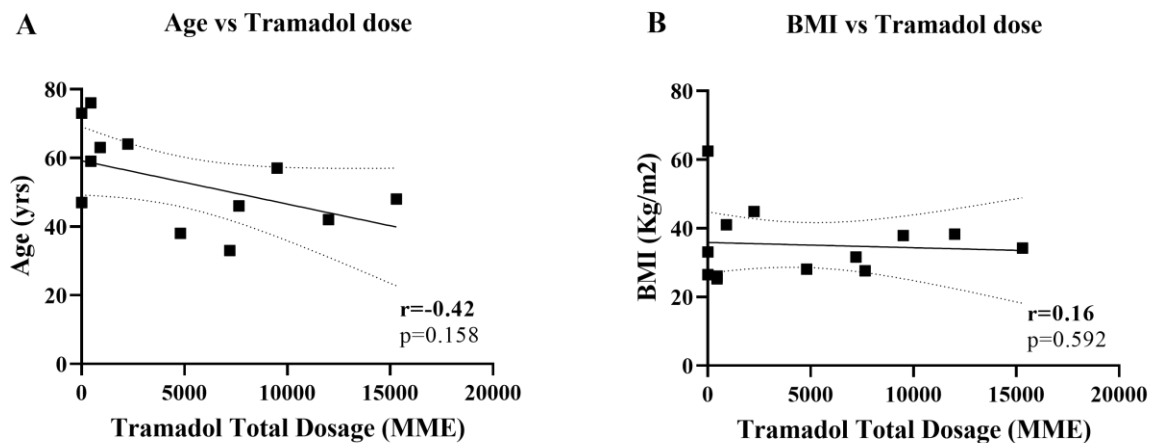 A
Age vs Tramadol dose
Age (yrs)
80
60
40
20
0
r=-0.42
p=0.158
0
5000
10000
15000
20000
Tramadol Total Dosage (MME)
B
BMI vs Tramadol dose
BMI (Kg/m2)
80
60
40
20
0
r=0.16
p=0.592
0
5000
10000
15000
20000
Tramadol Total Dosage (MME)